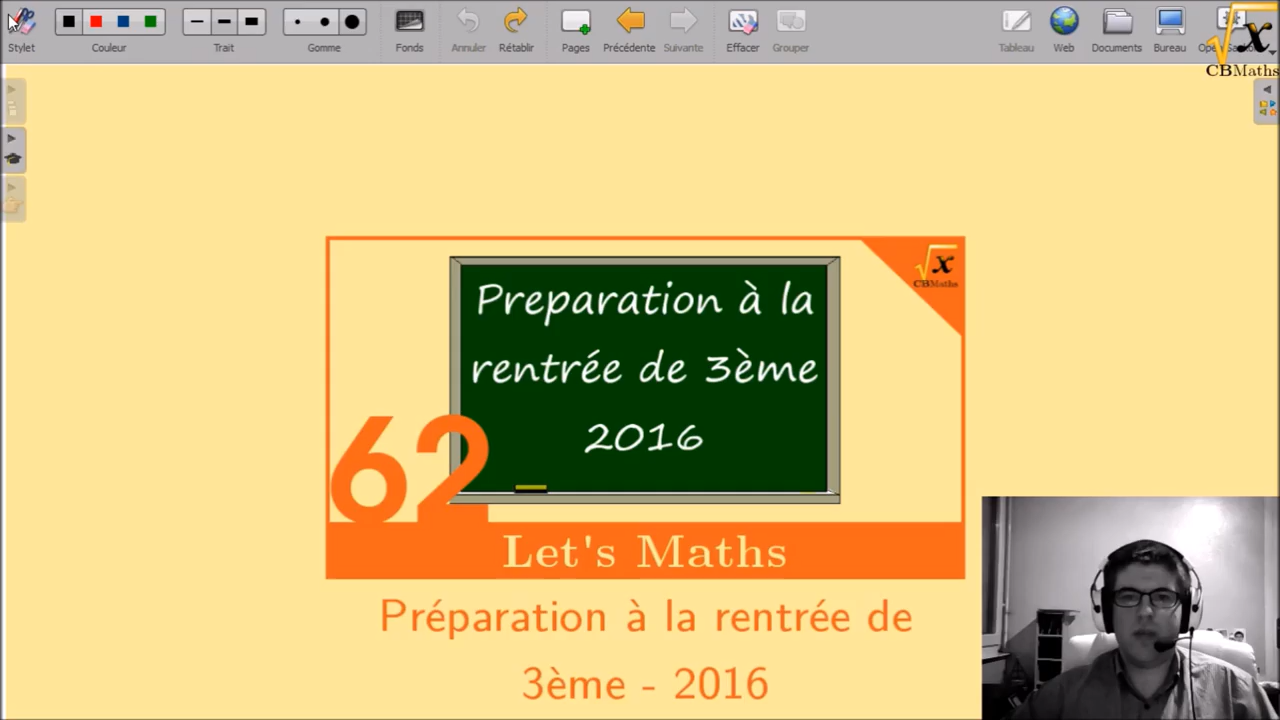 Stylet
Couleur
Trait
Gomme
Fonds
Annuler
Rétablir
Pages
Précédente
Suivante
Effacer
Grouper
Tableau
Web
Documents
Bureau
x
CBMaths
x
CBMaths
Preparation à la
rentrée de 3ème
2016
62
Let's Maths
Préparation à la rentrée de
3ème - 2016